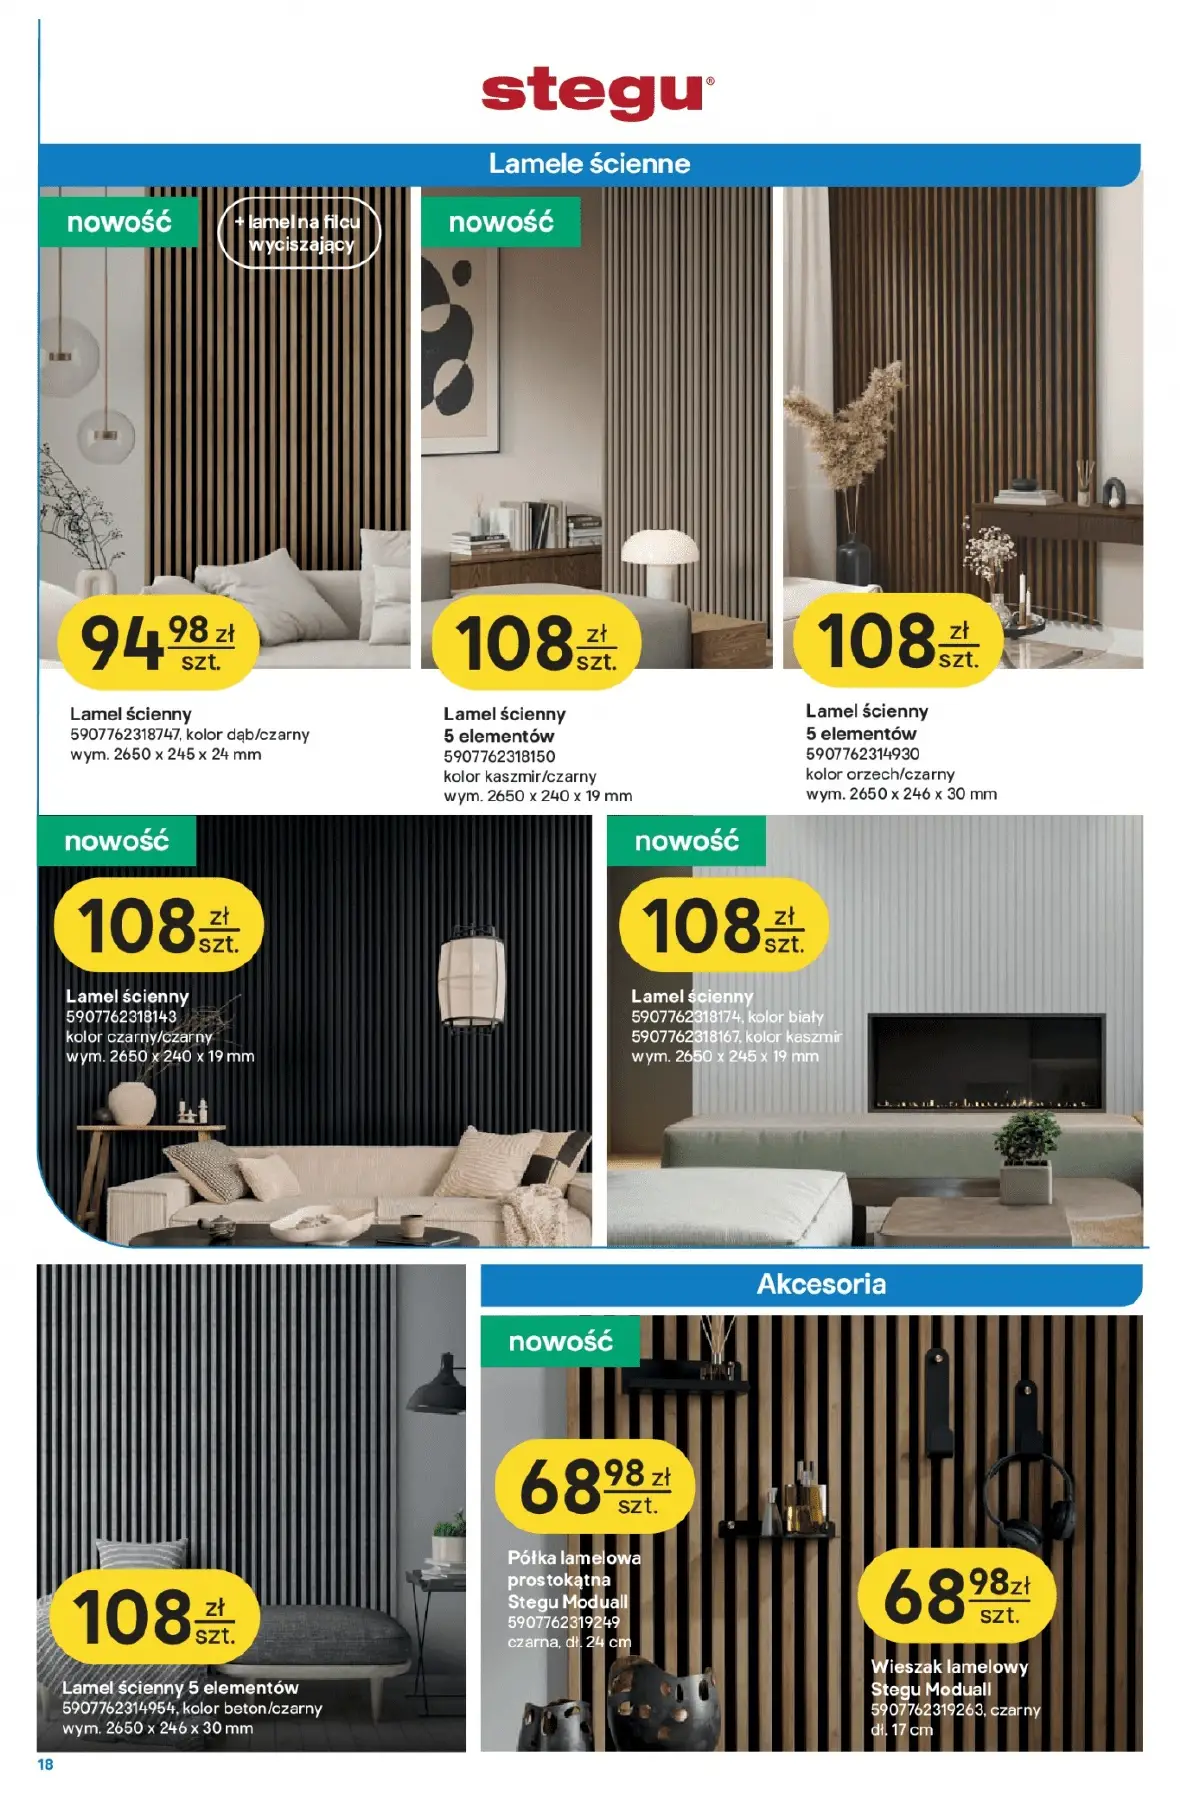 stegu®
Lamele ścienne
nowość
+ lamel na filcu
wyciszający
94 98 zł
szt.
Lamel ścienny
5907762318747, kolor dąb/czarny
wym. 2650 x 245 x 24 mm
nowość
108 zł
szt.
Lamel ścienny
5 elementów
5907762318150
kolor kaszmir/czarny
wym. 2650 x 240 x 19 mm
108 zł
szt.
Lamel ścienny
5 elementów
5907762314930
kolor orzech/czarny
wym. 2650 x 246 x 30 mm
nowość
108 zł
szt.
Lamel ścienny
5907762318143
kolor czarny/czarny
wym. 2650 x 240 x 19 mm
nowość
108 zł
szt.
Lamel ścienny
5907762318174, kolor biały
5907762318167, kolor kaszmir
wym. 2650 x 245 x 19 mm
108 zł
szt.
Lamel ścienny 5 elementów
5907762314954, kolor beton/czarny
wym. 2650 x 246 x 30 mm
Akcesoria
nowość
68 98 zł
szt.
Półka lamelowa
prostokątna
Stegu Moduall
5907762319249
czarna, dł. 24 cm
68 98 zł
szt.
Wieszak lamelowy
Stegu Moduall
5907762319263, czarny
dł. 17 cm
18